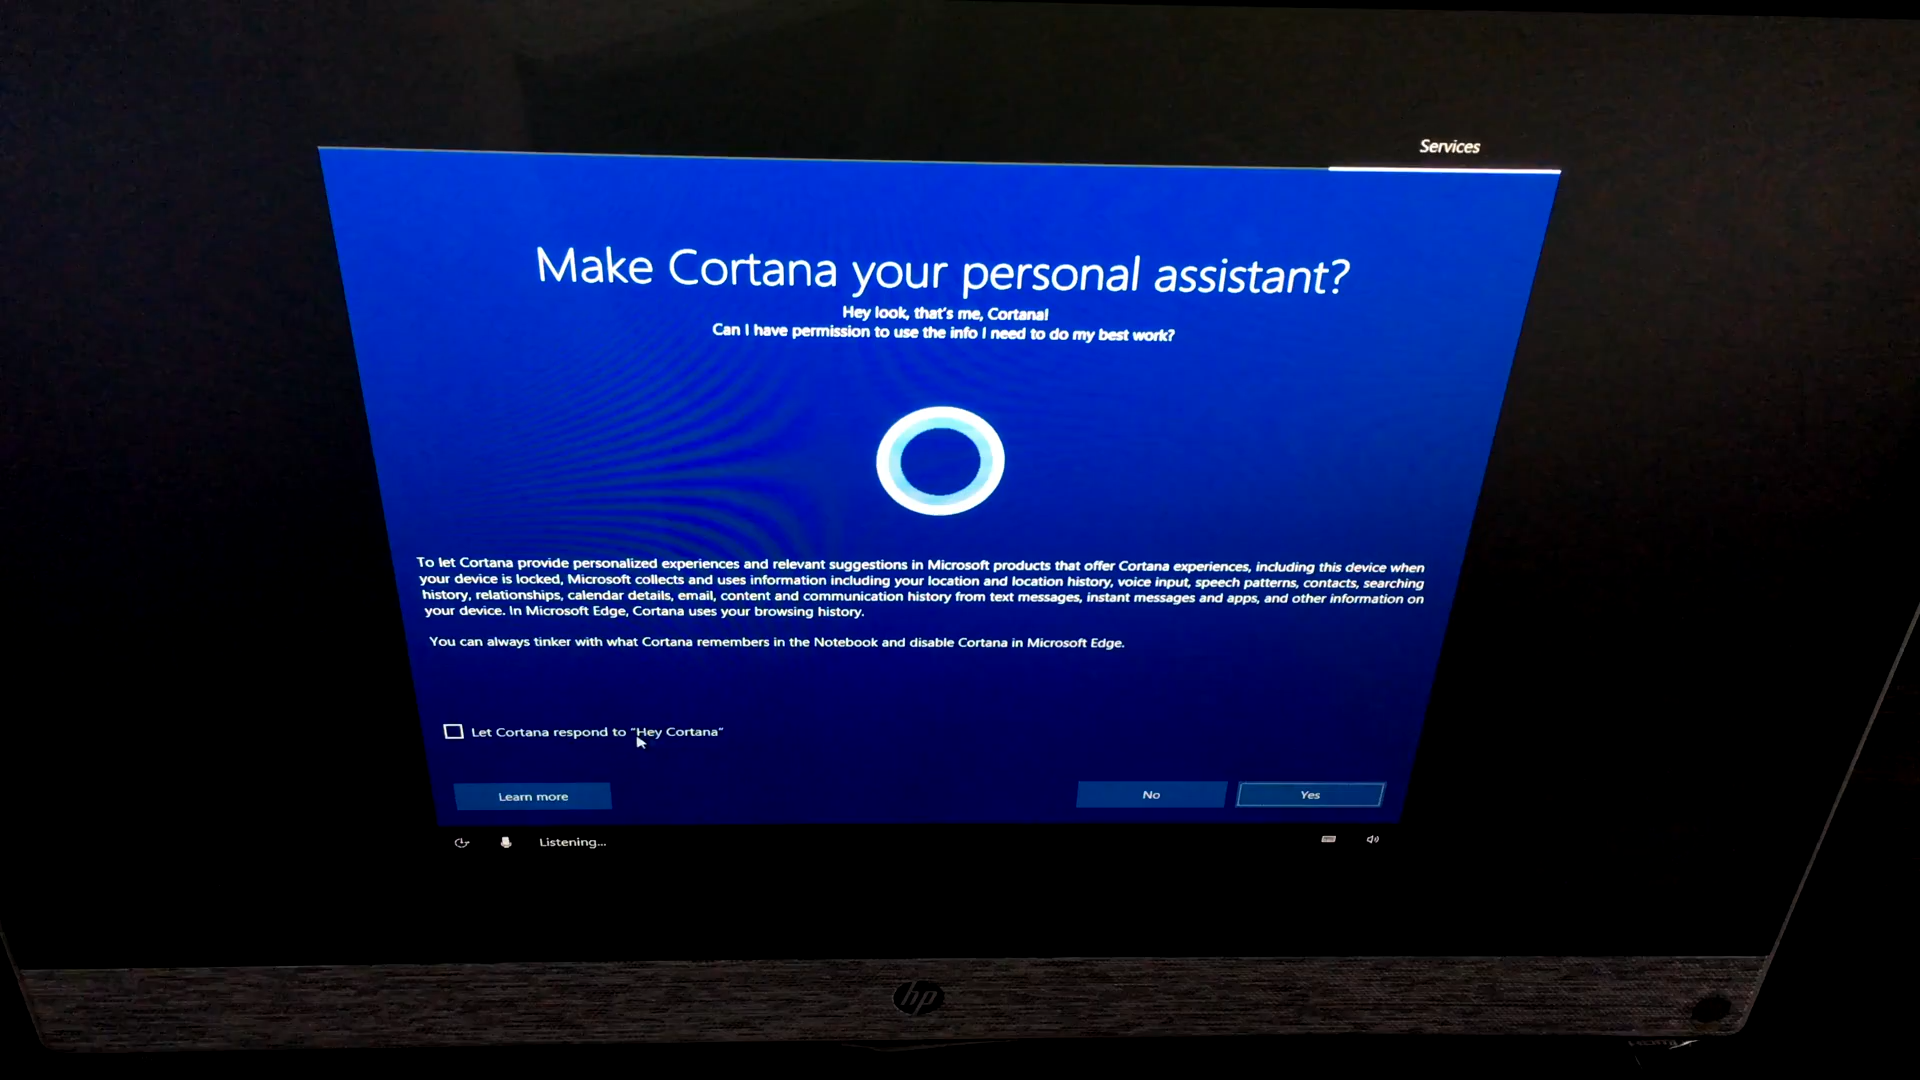 Services
Make Cortana your personal assistant?
Hey look, that's me, Cortana!
Can I have permission to use the info I need to do my best work?
To let Cortana provide personalized experiences and relevant suggestions in Microsoft products that offer Cortana experiences, including this device when
your device is locked, Microsoft collects and uses information including your location and location history, voice input, speech patterns, contacts, searching
history, relationships, calendar details, email, content and communication history from text messages, instant messages and apps, and other information on
your device. In Microsoft Edge, Cortana uses your browsing history.
You can always tinker with what Cortana remembers in the Notebook and disable Cortana in Microsoft Edge.
Let Cortana respond to "Hey Cortana"
Learn more
No
Yes
Listening...
hp